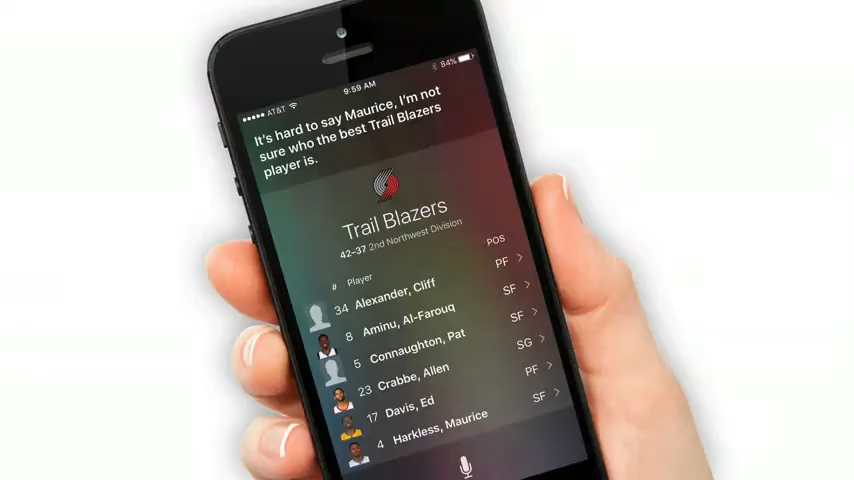 AT&T 9:59 AM 84%
It's hard to say Maurice, I'm not
sure who the best Trail Blazers
player is.
Trail Blazers
42–37 2nd Northwest Division
# Player POS
34 Alexander, Cliff PF
8 Aminu, Al-Farouq SF
5 Connaughton, Pat SF
23 Crabbe, Allen SG
17 Davis, Ed PF
4 Harkless, Maurice SF